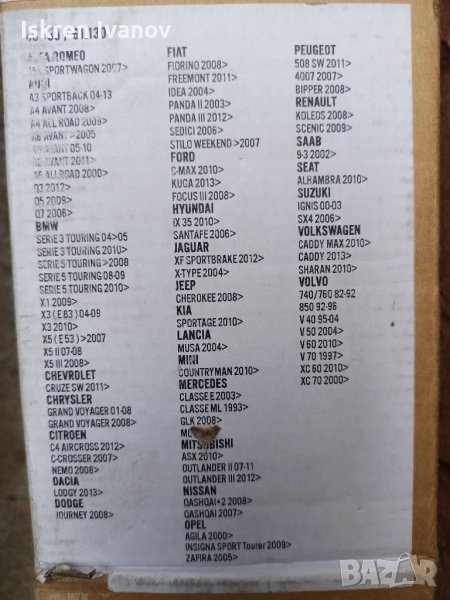 IskrenIvanov
ALFA ROMEO
SPORTWAGON 2007>
AUDI
A3 SPORTBACK 04-13
A4 AVANT 2008>
A4 ALL ROAD 2009>
A6 AVANT >2005
AVANT 05-10
AVANT 2011>
A6 ALLROAD 2000>
Q3 2012>
Q5 2009>
Q7 2006>
BMW
SERIE 3 TOURING 04>05
SERIE 3 TOURING 2010>
SERIE 5 TOURING >2008
SERIE 5 TOURING 08-09
SERIE 5 TOURING 2010>
X1 2009>
X3 ( E 83 ) 04-09
X3 2010>
X5 ( E 53 ) >2007
X5 II 07-08
X5 III 2008>
CHEVROLET
CRUZE SW 2011>
CHRYSLER
GRAND VOYAGER 01-08
GRAND VOYAGER 2008>
CITROEN
C4 AIRCROSS 2012>
C-CROSSER 2007>
NEMO 2008>
DACIA
LODGY 2013>
DODGE
JOURNEY 2008>
FIAT
FIORINO 2008>
FREEMONT 2011>
IDEA 2004>
PANDA II 2003>
PANDA III 2012>
SEDICI 2006>
STILO WEEKEND >2007
FORD
C-MAX 2010>
KUGA 2013>
FOCUS III 2008>
HYUNDAI
IX 35 2010>
SANTAFE 2006>
JAGUAR
XF SPORTBRAKE 2012>
X-TYPE 2004>
JEEP
CHEROKEE 2008>
KIA
SPORTAGE 2010>
LANCIA
MUSA 2004>
MINI
COUNTRYMAN 2010>
MERCEDES
CLASSE E 2003>
CLASSE ML 1993>
GLK 2008>
ML
MITSUBISHI
ASX 2010>
OUTLANDER II 07-11
OUTLANDER III 2012>
NISSAN
QASHQAI+2 2008>
QASHQAI 2007>
OPEL
AGILA 2000>
INSIGNA SPORT Tourer 2009>
ZAFIRA 2005>
PEUGEOT
508 SW 2011>
4007 2007>
BIPPER 2008>
RENAULT
KOLEOS 2008>
SCENIC 2009>
SAAB
9-3 2002>
SEAT
ALHAMBRA 2010>
SUZUKI
IGNIS 00-03
SX4 2006>
VOLKSWAGEN
CADDY MAX 2010>
CADDY 2013>
SHARAN 2010>
VOLVO
740/760 82-92
850 92-96
V 40 95-04
V 50 2004>
V 60 2010>
V 70 1997>
XC 60 2010>
XC 70 2000>
BAZAR